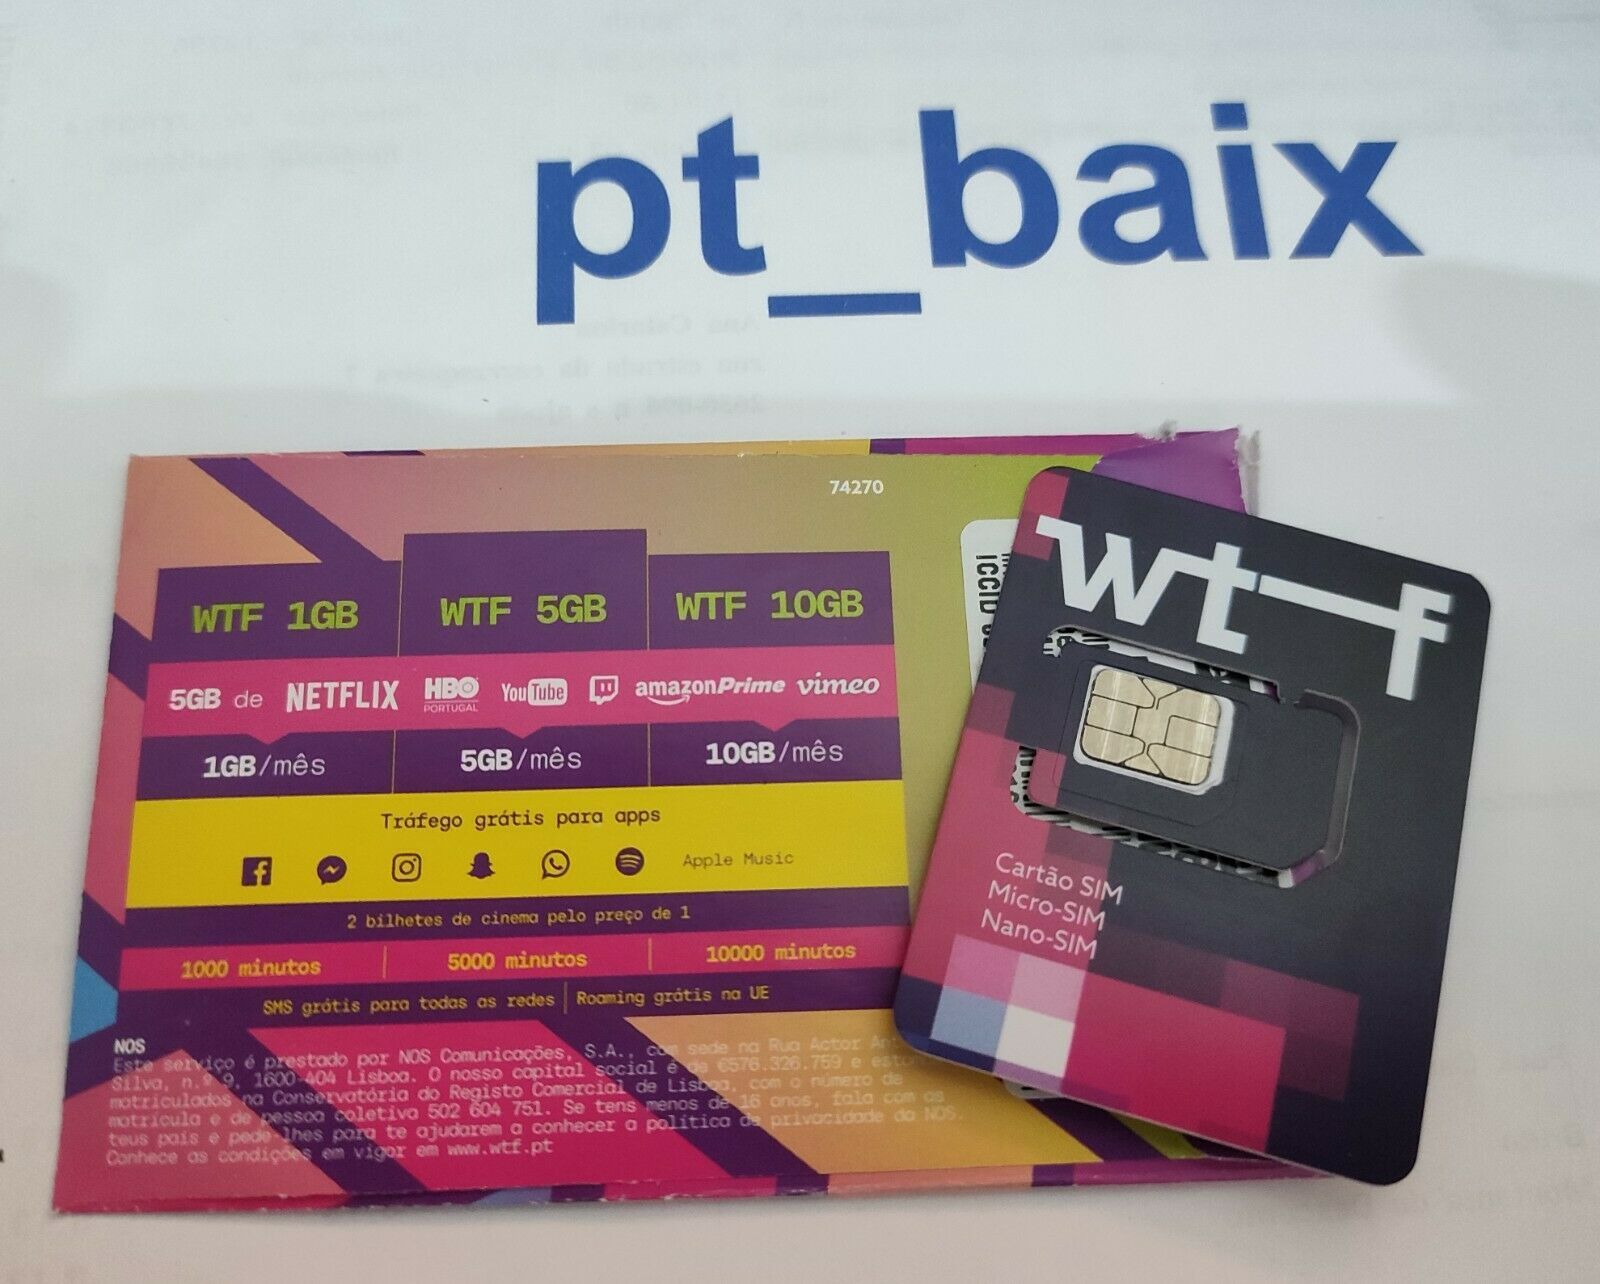 pt_baix
74270
WTF 1GB WTF 5GB WTF 10GB
5GB de NETFLIX HBO PORTUGAL YouTube amazonPrime vimeo
1GB/mês 5GB/mês 10GB/mês
Tráfego grátis para apps
Apple Music
2 bilhetes de cinema pelo preço de 1
1000 minutos 5000 minutos 10000 minutos
SMS grátis para todas as redes Roaming grátis na UE
NOS
Este serviço é prestado por NOS Comunicações, S.A., com sede na Rua Actor
Silva, n.º 9, 1600-404 Lisboa. O nosso capital social é de €576.326.759 e
matriculados na Conservatória do Registo Comercial de Lisboa, com o número de
matrícula e de pessoa coletiva 502 604 751. Se tens menos de 16 anos, fala com os
teus pais e pede-lhes para te ajudarem a conhecer a política de privacidade da NOS.
Conhece as condições em vigor em www.wtf.pt
ICCID
wtf
Cartão SIM
Micro-SIM
Nano-SIM